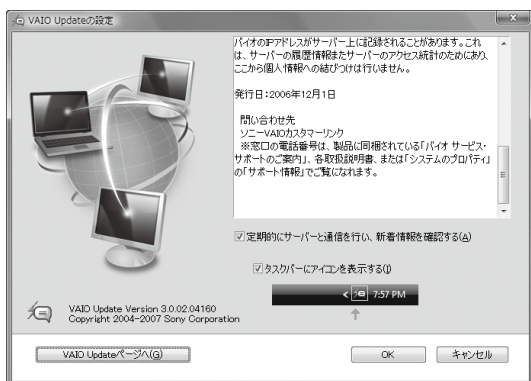 VAIO Updateの設定
バイオのIPアドレスがサーバー上に記録されることがあります。これ
は、サーバーの履歴情報またサーバーのアクセス統計のためにあり、
ここから個人情報への結びつけは行いません。
発行日：2006年12月1日
問い合わせ先
ソニーVAIOカスタマーリンク
※窓口の電話番号は、製品に同梱されている「バイオ サービス・
サポートのご案内」、各取扱説明書、または「システムのプロパティ」
の「サポート情報」でご覧になれます。
定期的にサーバーと通信を行い、新着情報を確認する(A)
タスクバーにアイコンを表示する(I)
7:57 PM
VAIO Update Version 3.0.02.04160
Copyright 2004-2007 Sony Corporation
VAIO Updateページへ(G)
OK
キャンセル